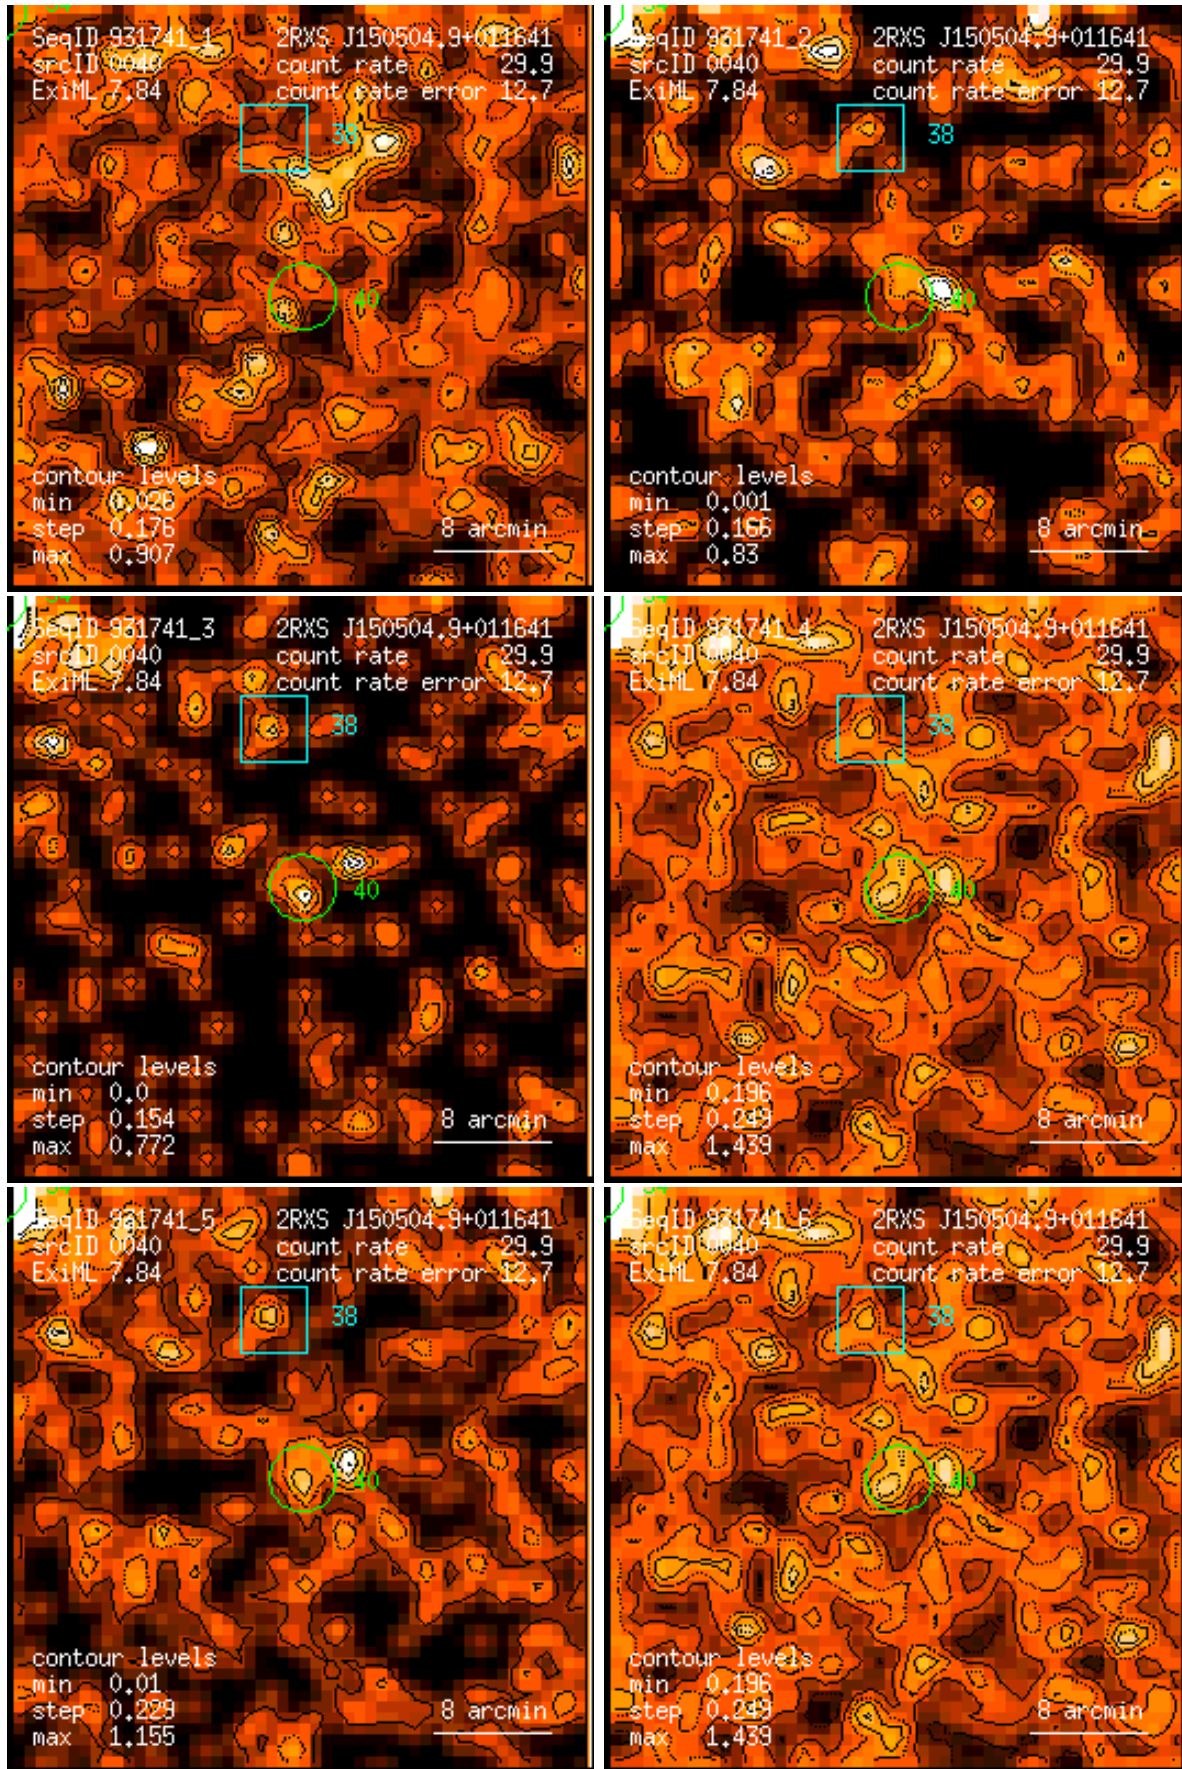 34
SeqID 931741_1 2RXS J150504.9+011641
srcID 0040 count rate 29.9
ExiML 7.84 count rate error 12.7
38
40
contour levels
min 0.026
step 0.176 8 arcmin
max 0.907
SeqID 931741_2 2RXS J150504.9+011641
srcID 0040 count rate 29.9
ExiML 7.84 count rate error 12.7
38
40
contour levels
min 0.001
step 0.166 8 arcmin
max 0.83
34
SeqID 931741_3 2RXS J150504.9+011641
srcID 0040 count rate 29.9
ExiML 7.84 count rate error 12.7
38
40
contour levels
min 0.0
step 0.154 8 arcmin
max 0.772
34
SeqID 931741_4 2RXS J150504.9+011641
srcID 0040 count rate 29.9
ExiML 7.84 count rate error 12.7
38
40
contour levels
min 0.196
step 0.249 8 arcmin
max 1.439
34
SeqID 931741_5 2RXS J150504.9+011641
srcID 0040 count rate 29.9
ExiML 7.84 count rate error 12.7
38
40
contour levels
min 0.01
step 0.229 8 arcmin
max 1.155
34
SeqID 931741_6 2RXS J150504.9+011641
srcID 0040 count rate 29.9
ExiML 7.84 count rate error 12.7
38
40
contour levels
min 0.196
step 0.249 8 arcmin
max 1.439